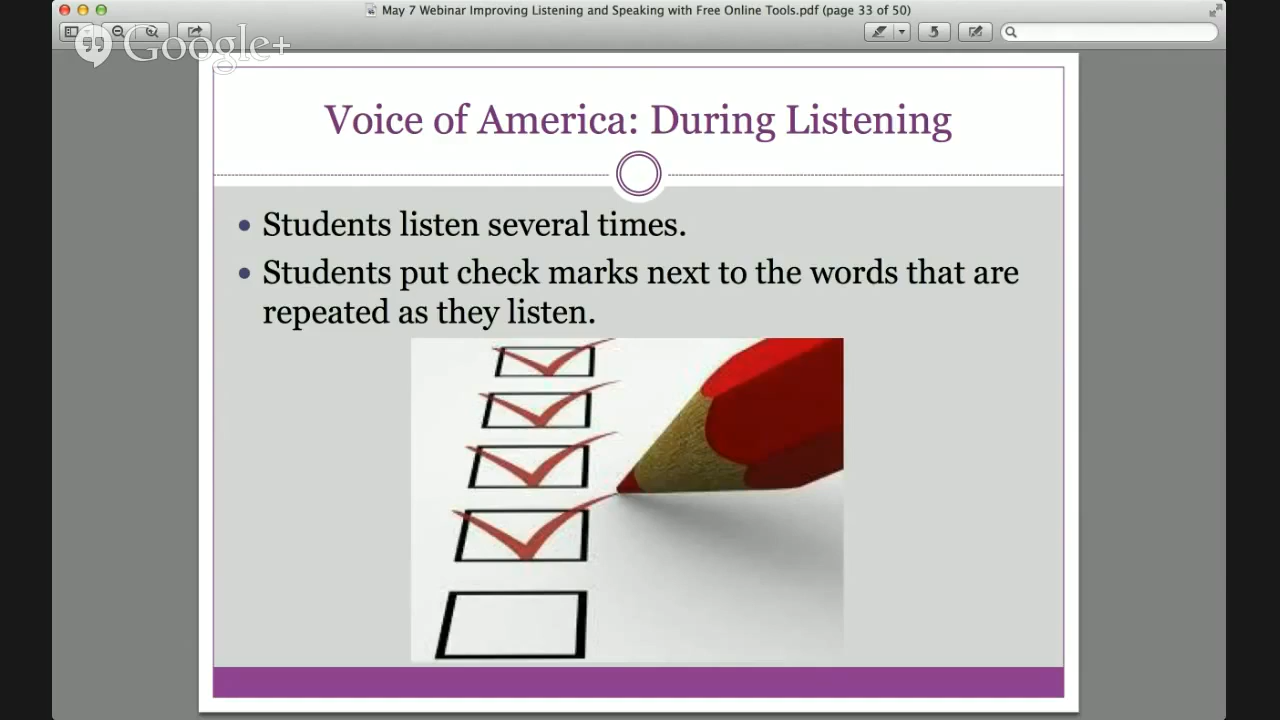 May 7 Webinar Improving Listening and Speaking with Free Online Tools.pdf (page 33 of 50)
Google+
Voice of America: During Listening
• Students listen several times.
• Students put check marks next to the words that are
repeated as they listen.